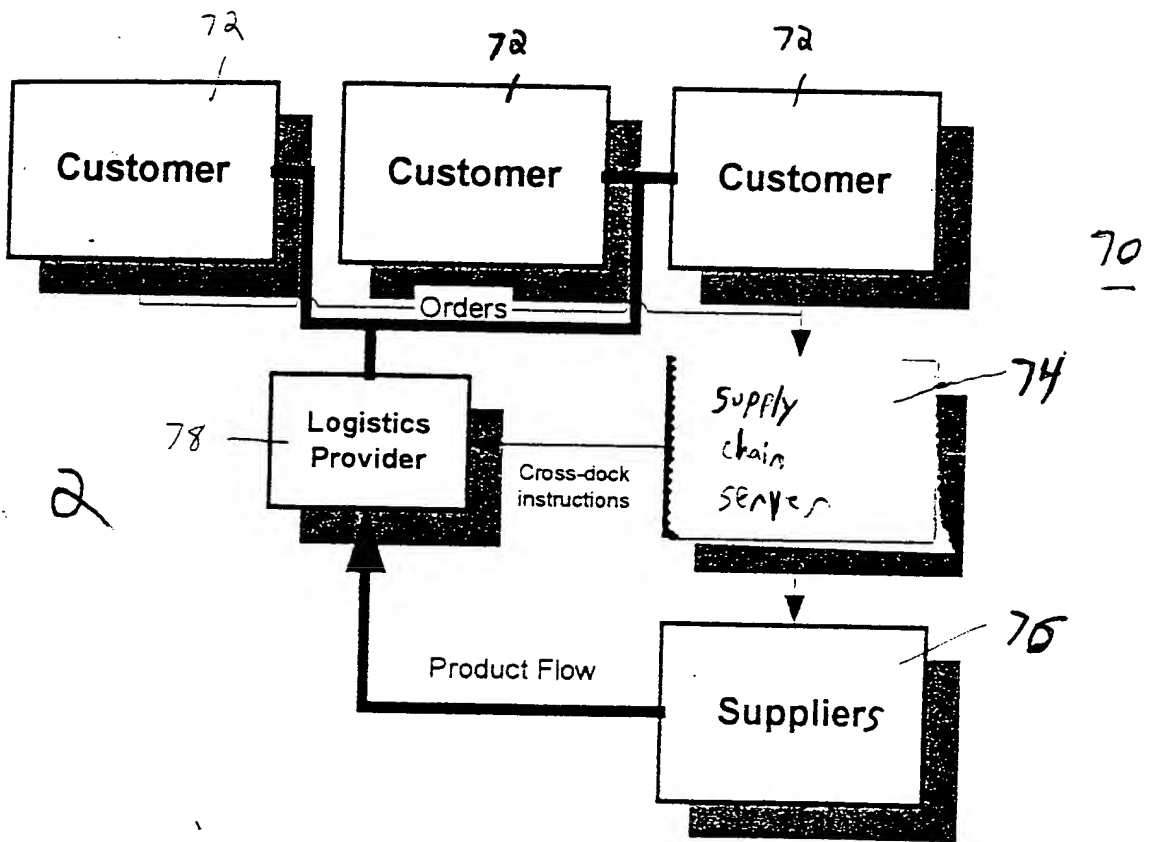 72
72
72
Customer
Customer
Customer
70
Orders
74
Supply
chain
server
Logistics
Provider
78
Cross-dock
instructions
2
76
Product Flow
Suppliers